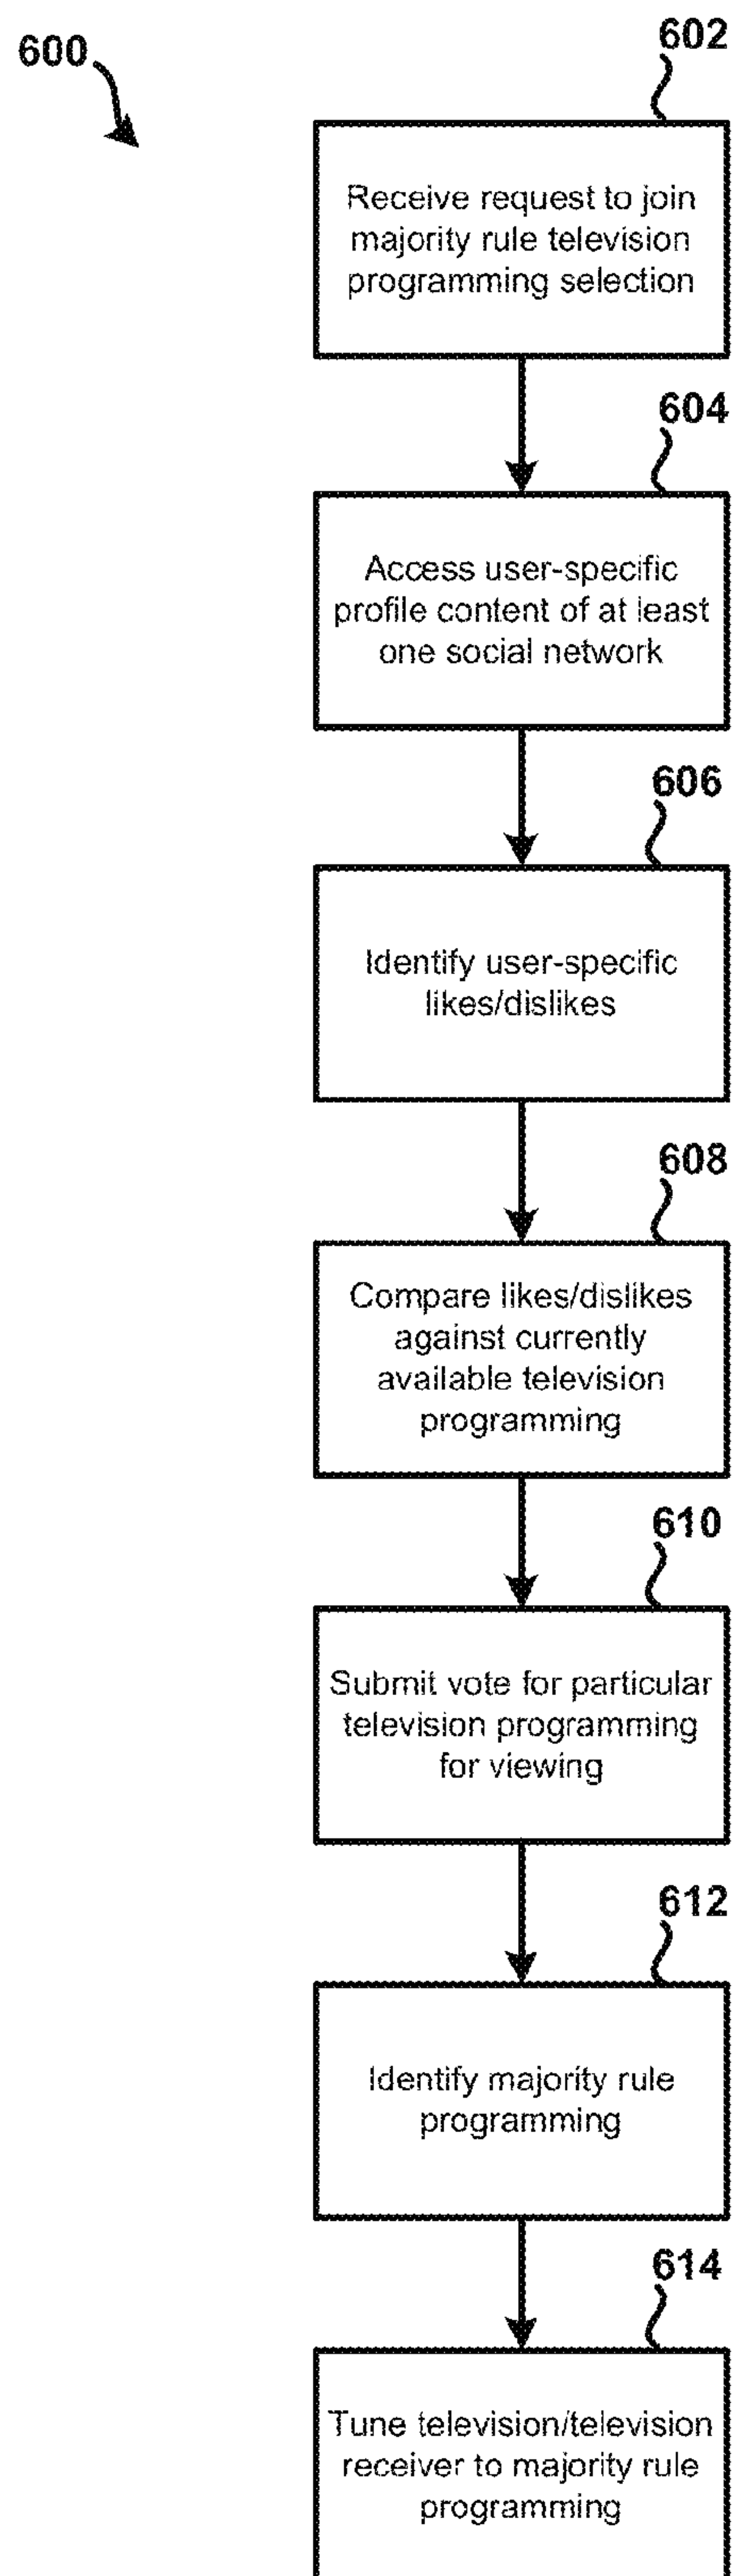 600
602
Receive request to join
majority rule television
programming selection
604
Access user-specific
profile content of at least
one social network
606
Identify user-specific
likes/dislikes
608
Compare likes/dislikes
against currently
available television
programming
610
Submit vote for particular
television programming
for viewing
612
Identify majority rule
programming
614
Tune television/television
receiver to majority rule
programming